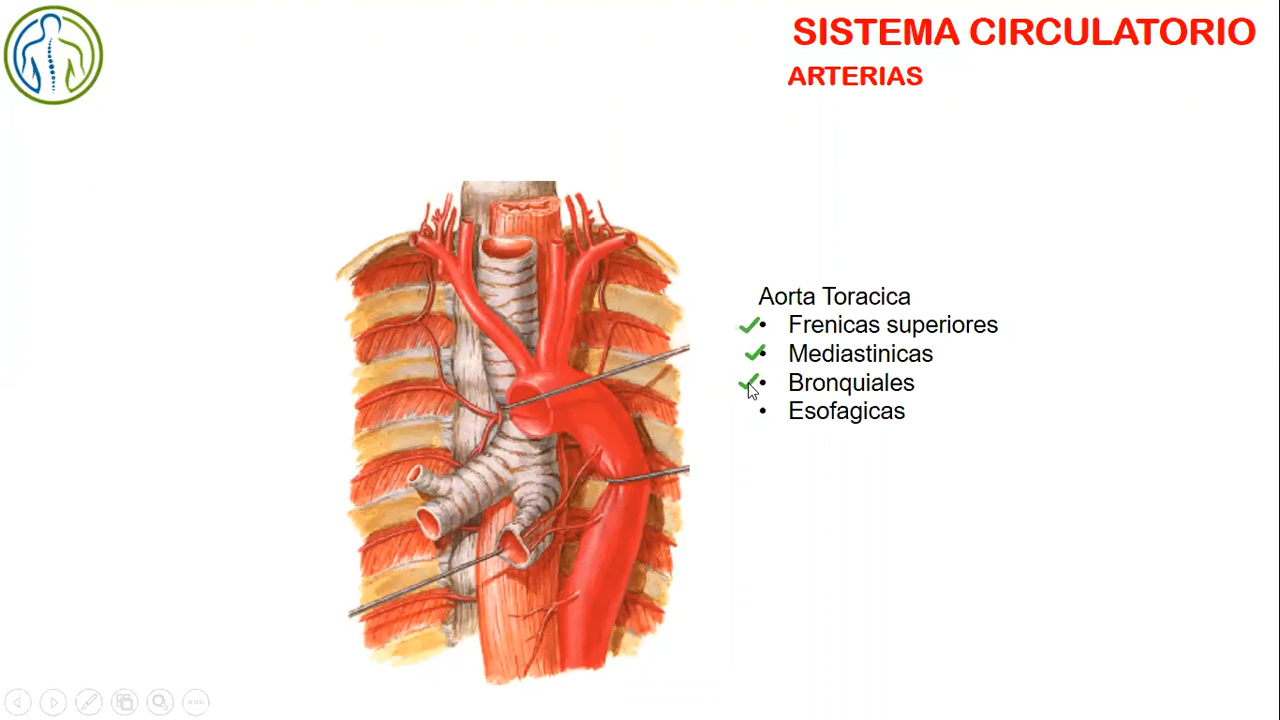 SISTEMA CIRCULATORIO
ARTERIAS
Aorta Toracica
• Frenicas superiores
• Mediastinicas
• Bronquiales
• Esofagicas